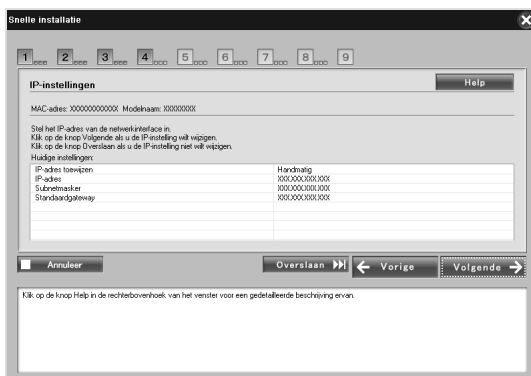 Snelle installatie
1 2 3 4 5 6 7 8 9
IP-instellingen
Help
MAC-adres: XXXXXXXXXXXX Modelnaam: XXXXXXXX
Stel het IP-adres van de netwerkinterface in.
Klik op de knop Volgende als u de IP-instelling wilt wijzigen.
Klik op de knop Overslaan als u de IP-instelling niet wilt wijzigen.
Huidige instellingen:
IP-adres toewijzen Handmatig
IP-adres XXX.XXX.XXX.XXX
Subnetmasker XXX.XXX.XXX.XXX
Standaardgateway XXX.XXX.XXX.XXX
Annuleer Overslaan Vorige Volgende
Klik op de knop Help in de rechterbovenhoek van het venster voor een gedetailleerde beschrijving ervan.